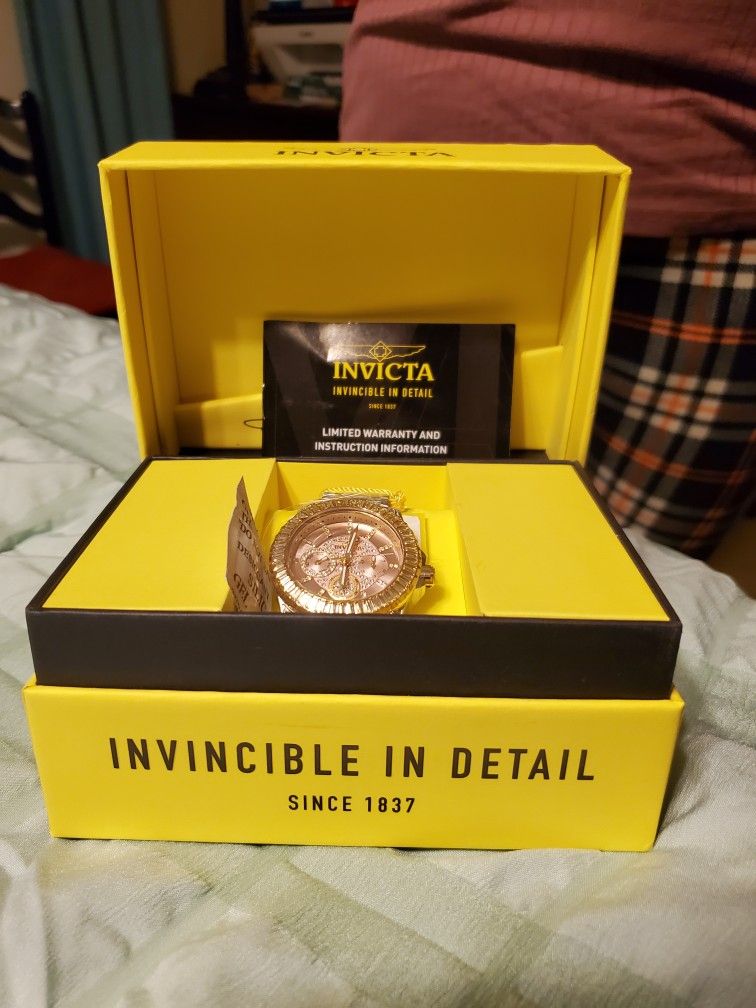 INVICTA
INVICTA
INVINCIBLE IN DETAIL
SINCE 1837
LIMITED WARRANTY AND
INSTRUCTION INFORMATION
INVINCIBLE IN DETAIL
SINCE 1837